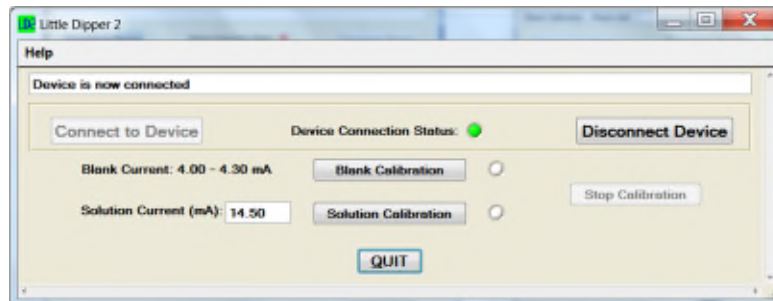 LD2 Little Dipper 2
Help
Device is now connected
Connect to Device Device Connection Status: Disconnect Device
Blank Current: 4.00 - 4.30 mA Blank Calibration
Stop Calibration
Solution Current (mA): 14.50 Solution Calibration
QUIT